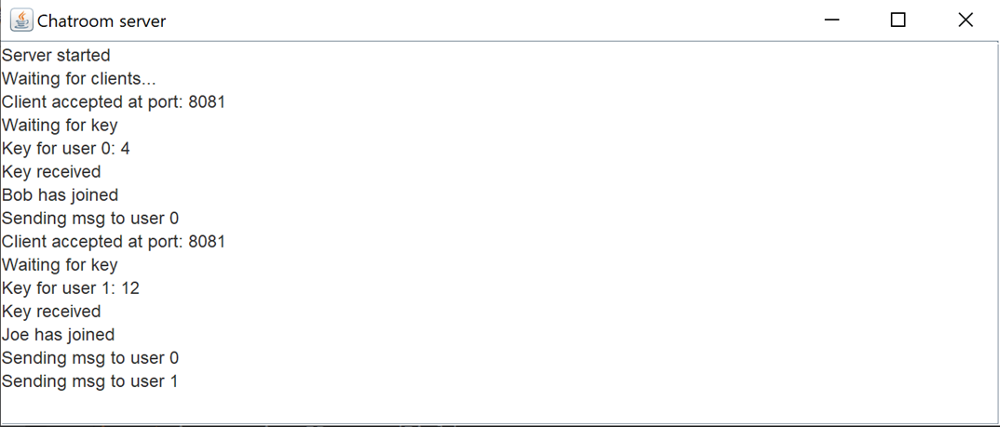 Chatroom server
Server started
Waiting for clients...
Client accepted at port: 8081
Waiting for key
Key for user 0: 4
Key received
Bob has joined
Sending msg to user 0
Client accepted at port: 8081
Waiting for key
Key for user 1: 12
Key received
Joe has joined
Sending msg to user 0
Sending msg to user 1